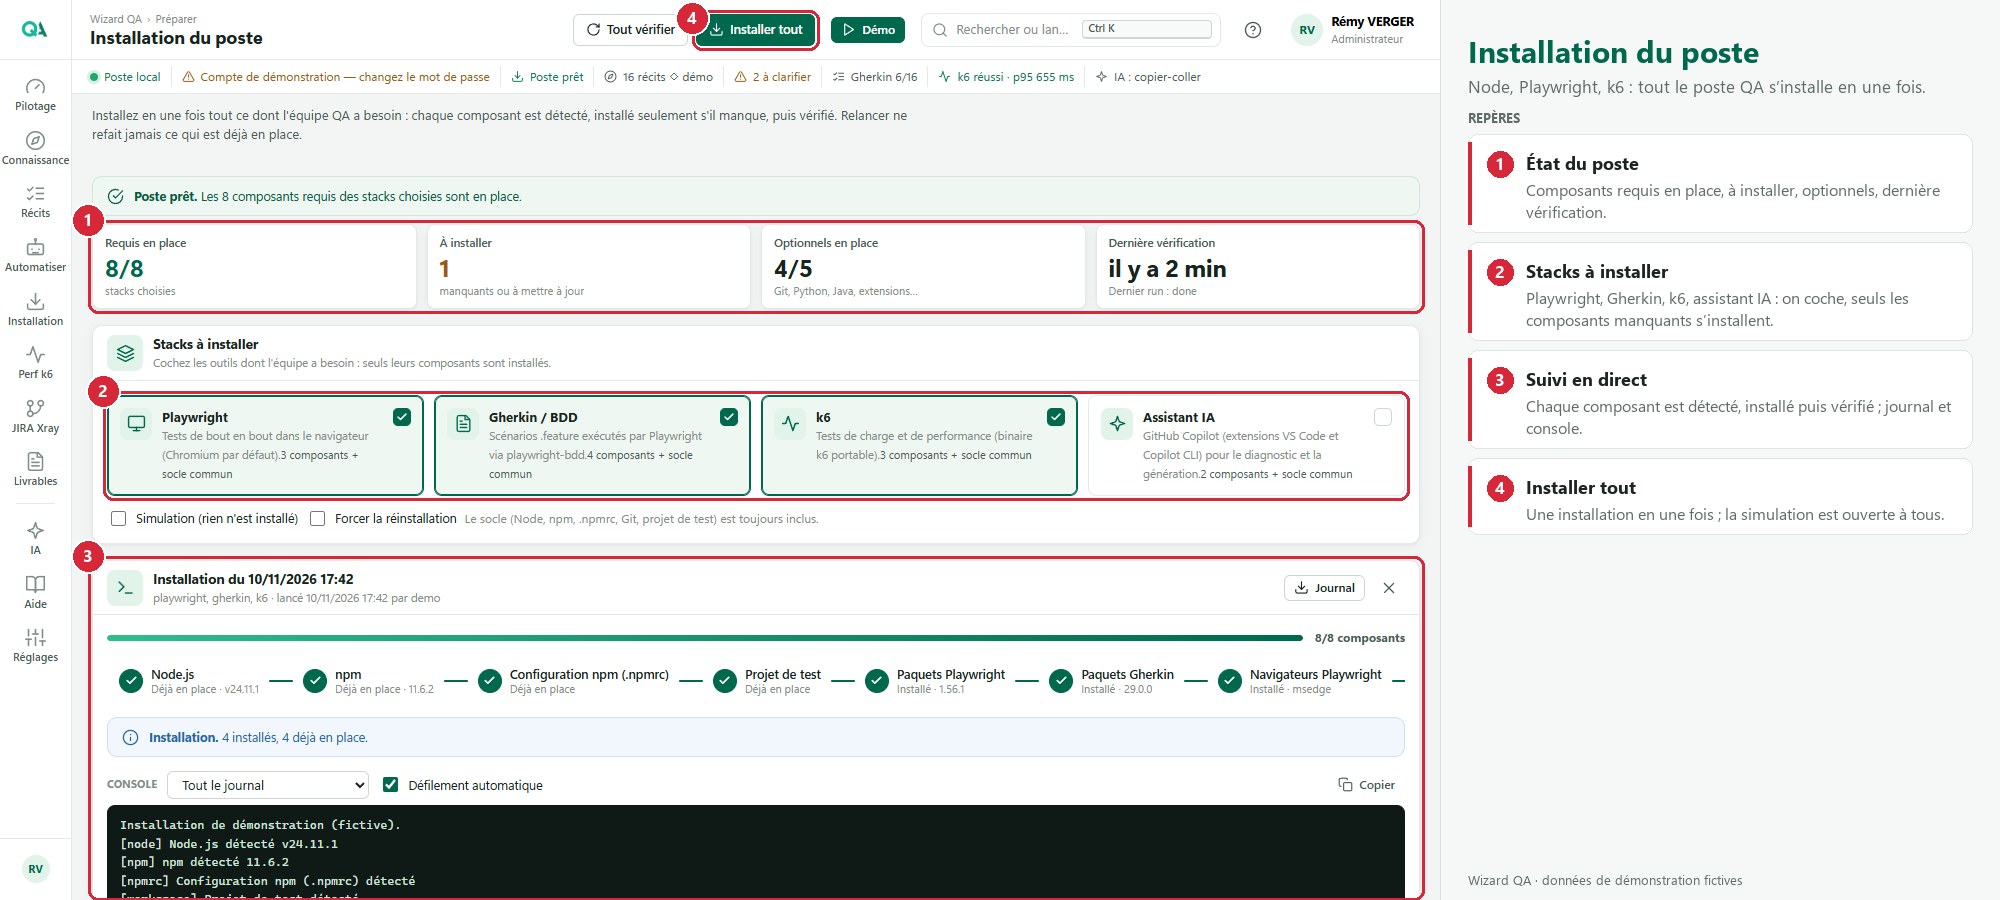 QA
Wizard QA › Préparer
Installation du poste
Tout vérifier
4
Installer tout
Démo
Rechercher ou lan...
Ctrl K
RV
Rémy VERGER
Administrateur
Poste local
Compte de démonstration — changez le mot de passe
Poste prêt
16 récits ◇ démo
2 à clarifier
Gherkin 6/16
k6 réussi · p95 655 ms
IA : copier-coller
Pilotage
Connaissance
Récits
Automatiser
Installation
Perf k6
JIRA Xray
Livrables
IA
Aide
Réglages
RV
Installez en une fois tout ce dont l'équipe QA a besoin : chaque composant est détecté, installé seulement s'il manque, puis vérifié. Relancer ne
refait jamais ce qui est déjà en place.
Poste prêt. Les 8 composants requis des stacks choisies sont en place.
1
Requis en place
8/8
stacks choisies
À installer
1
manquants ou à mettre à jour
Optionnels en place
4/5
Git, Python, Java, extensions...
Dernière vérification
il y a 2 min
Dernier run : done
Stacks à installer
Cochez les outils dont l'équipe a besoin : seuls leurs composants sont installés.
2
Playwright
Tests de bout en bout dans le navigateur
(Chromium par défaut).3 composants +
socle commun
Gherkin / BDD
Scénarios .feature exécutés par Playwright
via playwright-bdd.4 composants + socle
commun
k6
Tests de charge et de performance (binaire
k6 portable).3 composants + socle commun
Assistant IA
GitHub Copilot (extensions VS Code et
Copilot CLI) pour le diagnostic et la
génération.2 composants + socle commun
Simulation (rien n'est installé)
Forcer la réinstallation
Le socle (Node, npm, .npmrc, Git, projet de test) est toujours inclus.
3
Installation du 10/11/2026 17:42
playwright, gherkin, k6 · lancé 10/11/2026 17:42 par demo
Journal
8/8 composants
Node.js
Déjà en place · v24.11.1
npm
Déjà en place · 11.6.2
Configuration npm (.npmrc)
Déjà en place
Projet de test
Déjà en place
Paquets Playwright
Installé · 1.56.1
Paquets Gherkin
Installé · 29.0.0
Navigateurs Playwright
Installé · msedge
Installation. 4 installés, 4 déjà en place.
CONSOLE
Tout le journal
Défilement automatique
Copier
Installation de démonstration (fictive).
[node] Node.js détecté v24.11.1
[npm] npm détecté 11.6.2
[npmrc] Configuration npm (.npmrc) détecté
Installation du poste
Node, Playwright, k6 : tout le poste QA s’installe en une fois.
REPÈRES
1
État du poste
Composants requis en place, à installer, optionnels, dernière
vérification.
2
Stacks à installer
Playwright, Gherkin, k6, assistant IA : on coche, seuls les
composants manquants s’installent.
3
Suivi en direct
Chaque composant est détecté, installé puis vérifié ; journal et
console.
4
Installer tout
Une installation en une fois ; la simulation est ouverte à tous.
Wizard QA · données de démonstration fictives